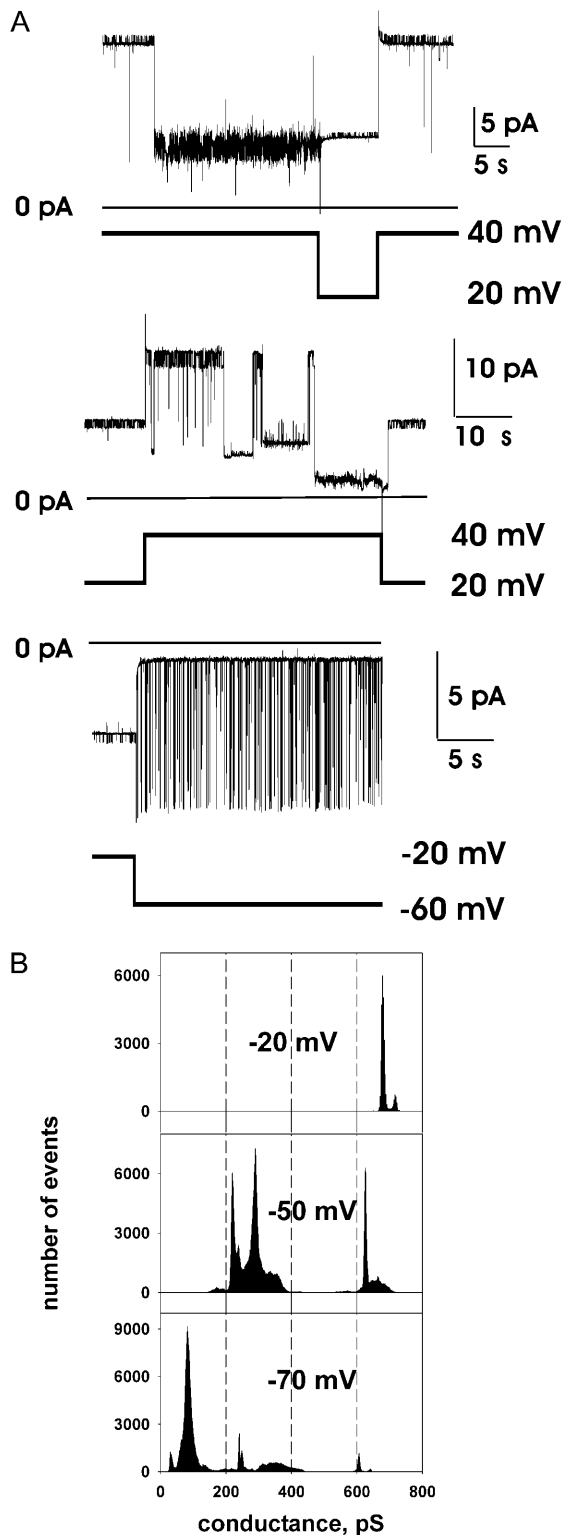 A
5 pA
5 s
0 pA
40 mV
20 mV
10 pA
10 s
0 pA
40 mV
20 mV
0 pA
5 pA
5 s
-20 mV
-60 mV
B
number of events
6000
3000
0
-20 mV
6000
3000
0
-50 mV
9000
6000
3000
0
-70 mV
0 200 400 600 800
conductance, pS